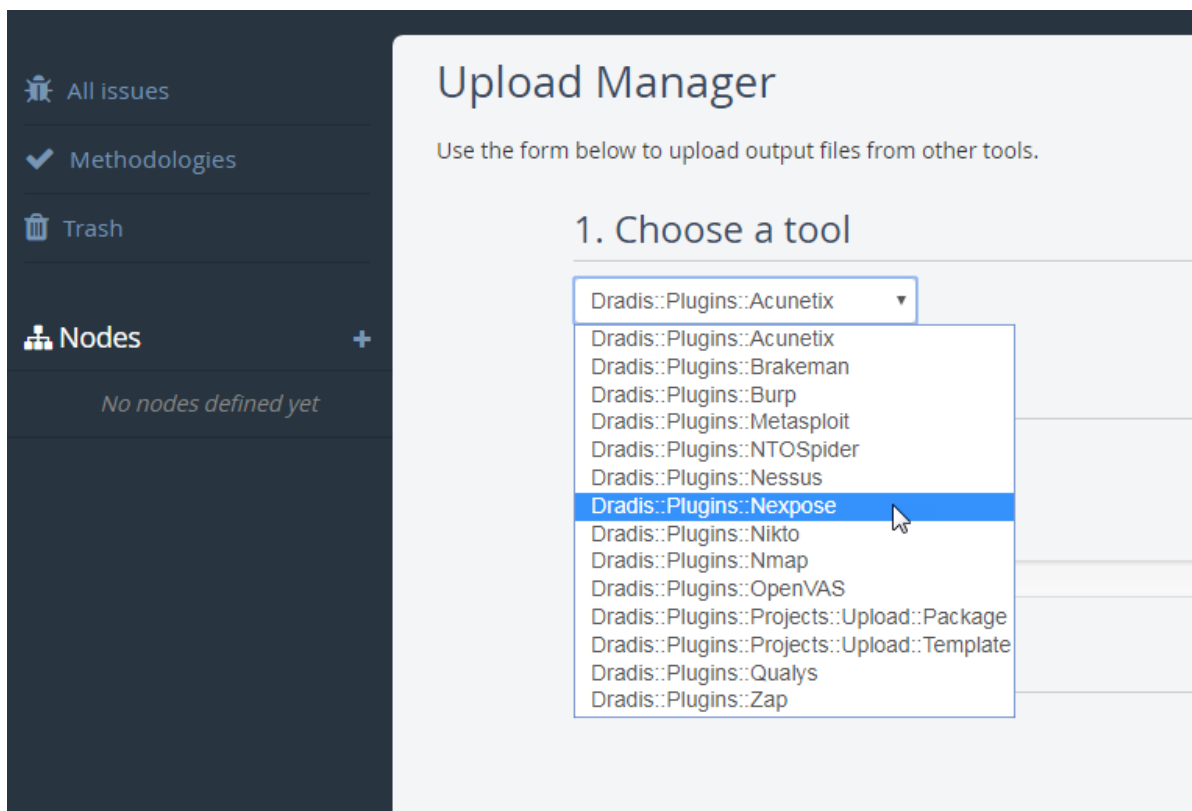 All issues
Methodologies
Trash
Nodes
+
No nodes defined yet
Upload Manager
Use the form below to upload output files from other tools.
1. Choose a tool
Dradis::Plugins::Acunetix
Dradis::Plugins::Acunetix
Dradis::Plugins::Brakeman
Dradis::Plugins::Burp
Dradis::Plugins::Metasploit
Dradis::Plugins::NTOSpider
Dradis::Plugins::Nessus
Dradis::Plugins::Nexpose
Dradis::Plugins::Nikto
Dradis::Plugins::Nmap
Dradis::Plugins::OpenVAS
Dradis::Plugins::Projects::Upload::Package
Dradis::Plugins::Projects::Upload::Template
Dradis::Plugins::Qualys
Dradis::Plugins::Zap